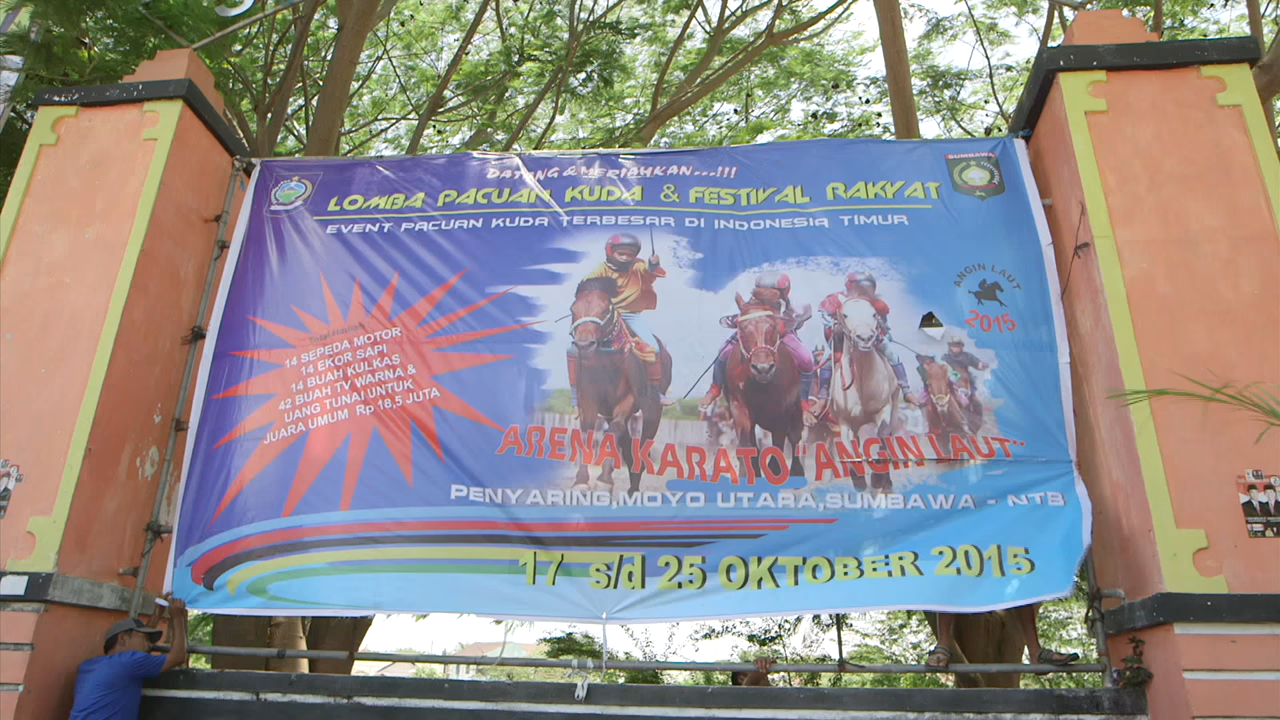 DATANG & MERIAHKAN...!!!
LOMBA PACUAN KUDA & FESTIVAL RAKYAT
EVENT PACUAN KUDA TERBESAR DI INDONESIA TIMUR
SUMBAWA
ANGIN LAUT
2015
Total Hadiah
14 SEPEDA MOTOR
14 EKOR SAPI
14 BUAH KULKAS
42 BUAH TV WARNA &
UANG TUNAI UNTUK
JUARA UMUM Rp 18,5 JUTA
ARENA KARATO "ANGIN LAUT"
PENYARING,MOYO UTARA,SUMBAWA - NTB
17 s/d 25 OKTOBER 2015